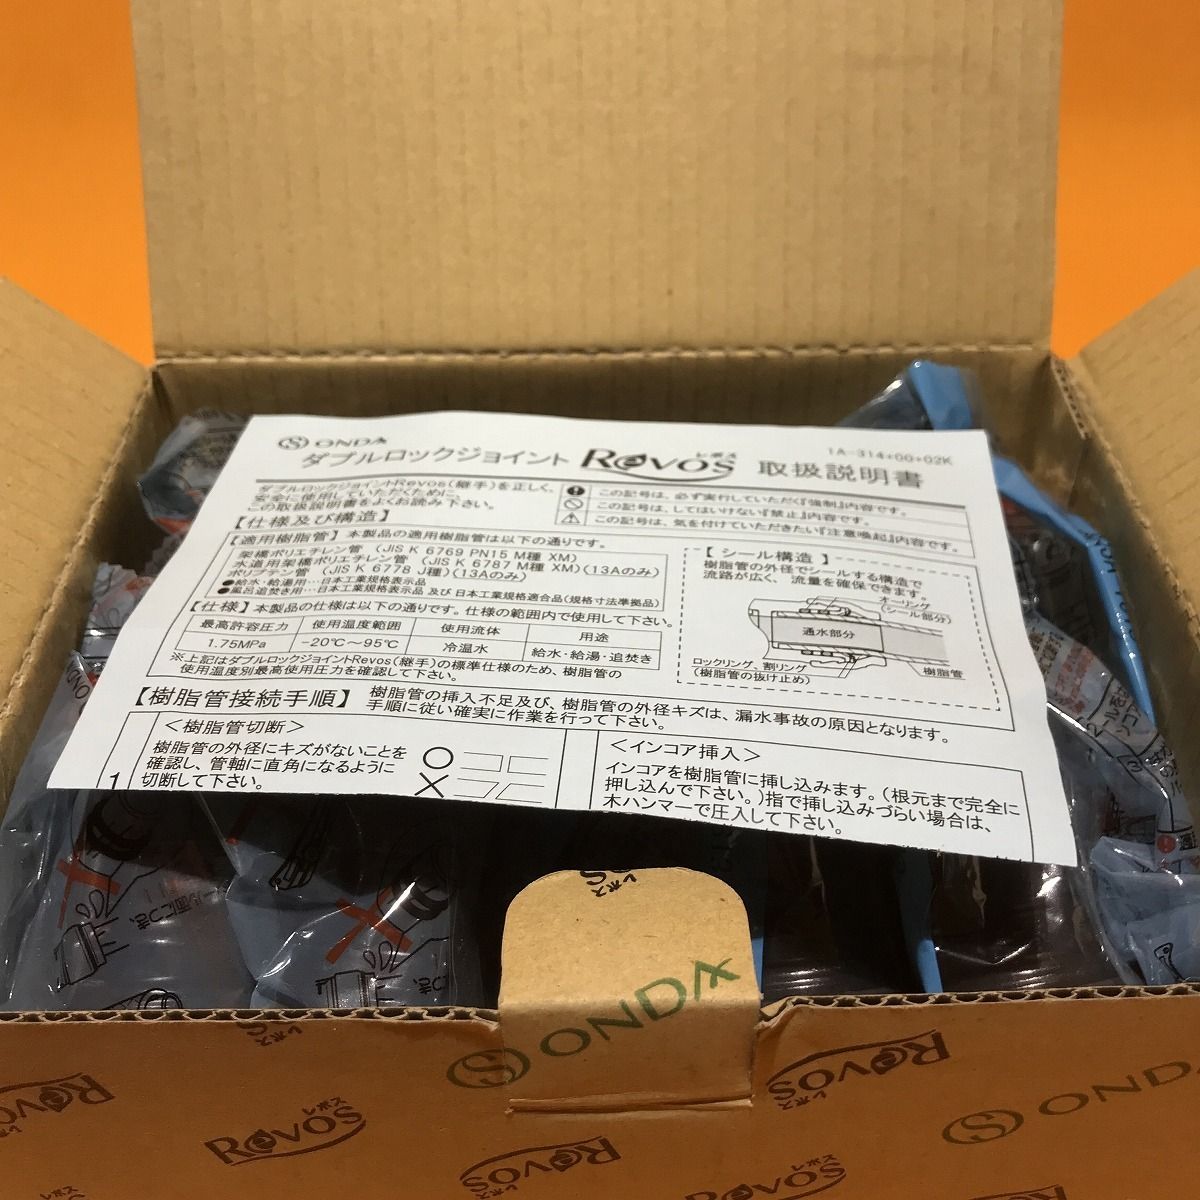 ONDA
1A-314+00+02K
ダブルロックジョイント Revos レボス 取扱説明書
ダブルロックジョイントRevos(継手)を正しく、
安全に使用していただくために、
この取扱説明書をよくお読み下さい。
この記号は、必ず実行していただく『強制』内容です。
この記号は、してはいけない『禁止』内容です。
この記号は、気を付けていただきたい『注意喚起』内容です。
【仕様及び構造】
【適用樹脂管】本製品の適用樹脂管は以下の通りです。
架橋ポリエチレン管 (JIS K 6769 PN15 M種 XM)
水道用架橋ポリエチレン管 (JIS K 6787 M種 XM)(13Aのみ)
ポリブテン管 (JIS K 6778 J種)(13Aのみ)
●給水・給湯用…日本工業規格表示品
●風呂追焚き用…日本工業規格表示品 及び 日本工業規格適合品(規格寸法準拠品)
【仕様】本製品の仕様は以下の通りです。仕様の範囲内で使用して下さい。
最高許容圧力 使用温度範囲 使用流体 用途
1.75MPa -20℃~95℃ 冷温水 給水・給湯・追焚き
※上記はダブルロックジョイントRevos(継手)の標準仕様のため、樹脂管の
使用温度別最高使用圧力を確認して下さい。
【シール構造】
樹脂管の外径でシールする構造で
流路が広く、流量を確保できます。
オーリング
(シール部分)
通水部分
ロックリング、割リング
(樹脂管の抜け止め)
樹脂管
【樹脂管接続手順】
樹脂管の挿入不足及び、樹脂管の外径キズは、漏水事故の原因となります。
手順に従い確実に作業を行って下さい。
1
<樹脂管切断>
樹脂管の外径にキズがないことを
確認し、管軸に直角になるように
切断して下さい。
<インコア挿入>
インコアを樹脂管に挿し込みます。(根元まで完全に
押し込んで下さい。)指で挿し込みづらい場合は、
木ハンマーで圧入して下さい。
レボス
ONDA
Revos レボス
Revos レボス
Revos レボス
ONDA
Revos
Revos レボス